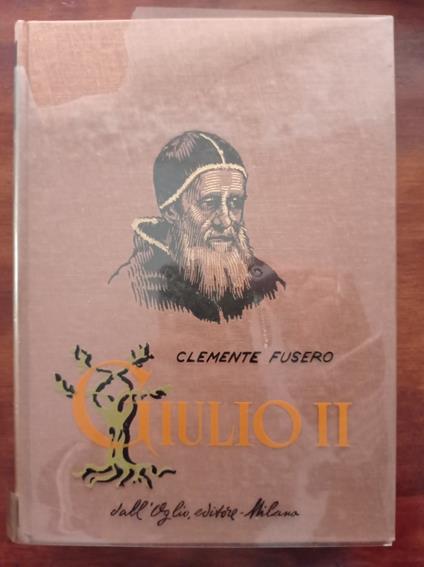 CLEMENTE FUSERO
GIULIO II
dall'Oglio, editore - Milano